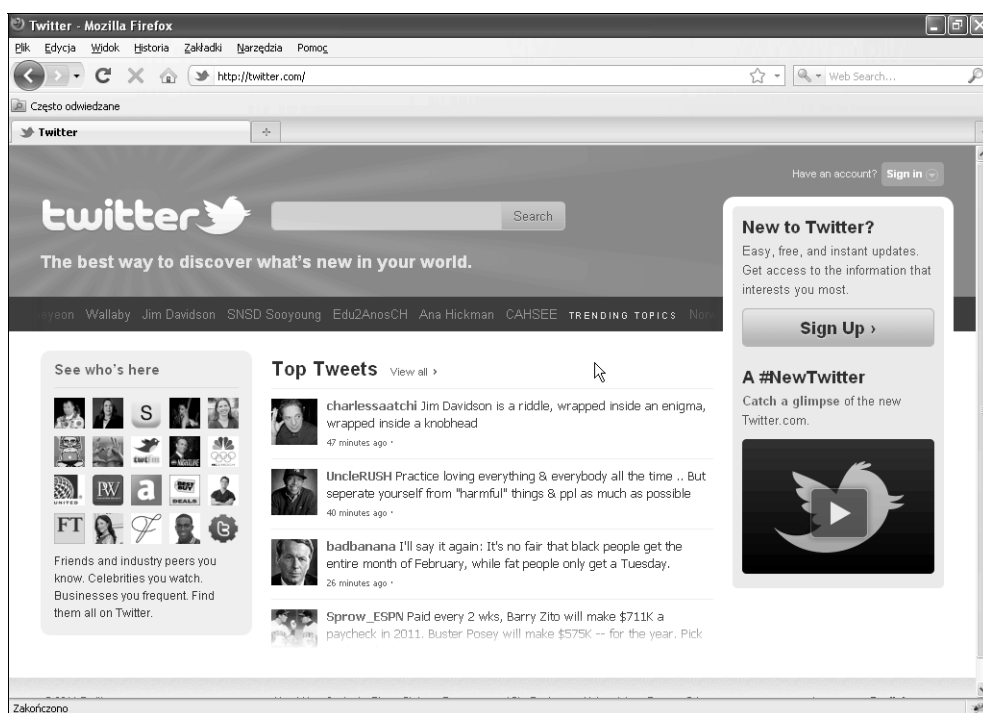 Twitter - Mozilla Firefox
Plik Edycja Widok Historia Zakładki Narzędzia Pomoc
http://twitter.com/
Web Search...
Często odwiedzane
Twitter
Have an account? Sign in
twitter
Search
The best way to discover what's new in your world.
Wallaby Jim Davidson SNSD Sooyoung Edu2AnosCH Ana Hickman CAHSEE TRENDING TOPICS
New to Twitter?
Easy, free, and instant updates.
Get access to the information that
interests you most.
Sign Up ›
A #NewTwitter
Catch a glimpse of the new
Twitter.com.
See who's here
S
UNITED
PW
a
DEALS
FT
Friends and industry peers you
know. Celebrities you watch.
Businesses you frequent. Find
them all on Twitter.
Top Tweets View all ›
charlessaatchi Jim Davidson is a riddle, wrapped inside an enigma,
wrapped inside a knobhead
47 minutes ago
UncleRUSH Practice loving everything & everybody all the time .. But
seperate yourself from "harmful" things & ppl as much as possible
40 minutes ago
badbanana I'll say it again: It's no fair that black people get the
entire month of February, while fat people only get a Tuesday.
26 minutes ago
Sprow_ESPN Paid every 2 wks, Barry Zito will make $711K a
paycheck in 2011. Buster Posey will make $575K -- for the year. Pick
Zakończono